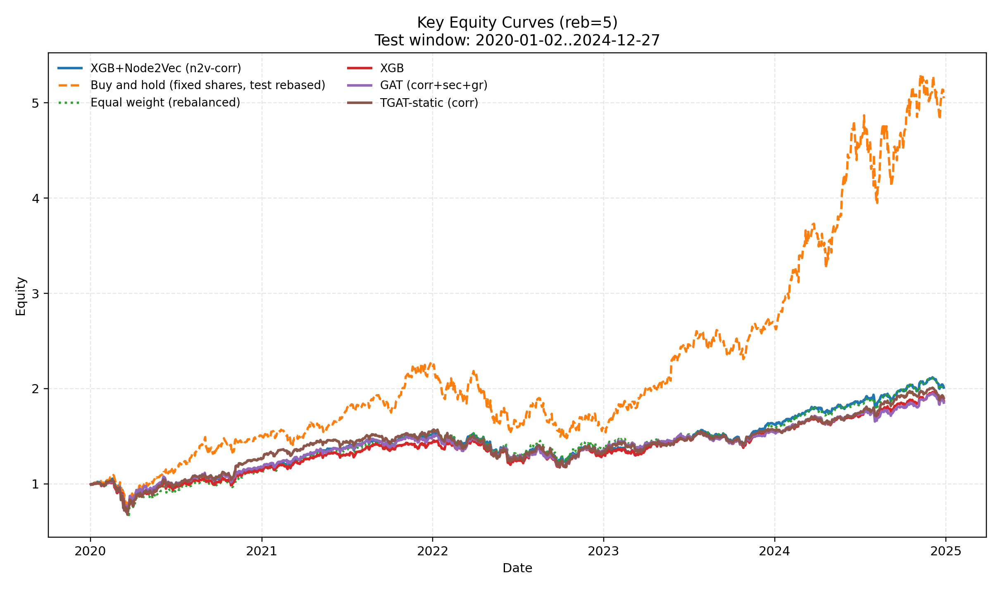 Key Equity Curves (reb=5)
Test window: 2020-01-02..2024-12-27
XGB+Node2Vec (n2v-corr)
Buy and hold (fixed shares, test rebased)
Equal weight (rebalanced)
XGB
GAT (corr+sec+gr)
TGAT-static (corr)
Equity
5
4
3
2
1
2020
2021
2022
2023
2024
2025
Date